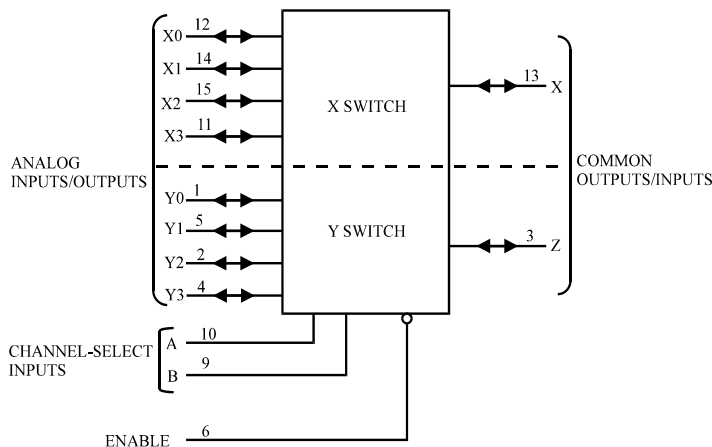 X0 12
X1 14
X2 15
X3 11
X SWITCH
13 X
ANALOG
INPUTS/OUTPUTS
COMMON
OUTPUTS/INPUTS
Y0 1
Y1 5
Y2 2
Y3 4
Y SWITCH
3 Z
CHANNEL-SELECT
INPUTS
A 10
B 9
ENABLE 6